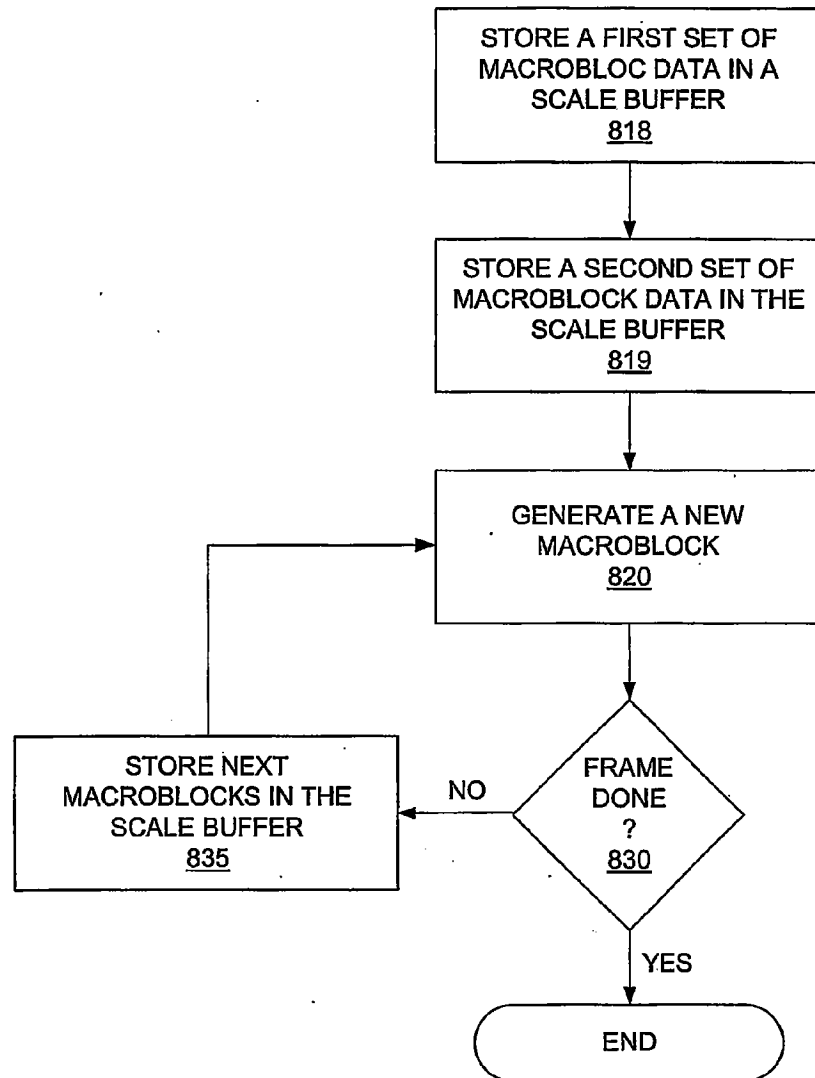 STORE A FIRST SET OF
MACROBLOC DATA IN A
SCALE BUFFER
818
STORE A SECOND SET OF
MACROBLOCK DATA IN THE
SCALE BUFFER
819
GENERATE A NEW
MACROBLOCK
820
FRAME
DONE
?
830
NO
STORE NEXT
MACROBLOCKS IN THE
SCALE BUFFER
835
YES
END